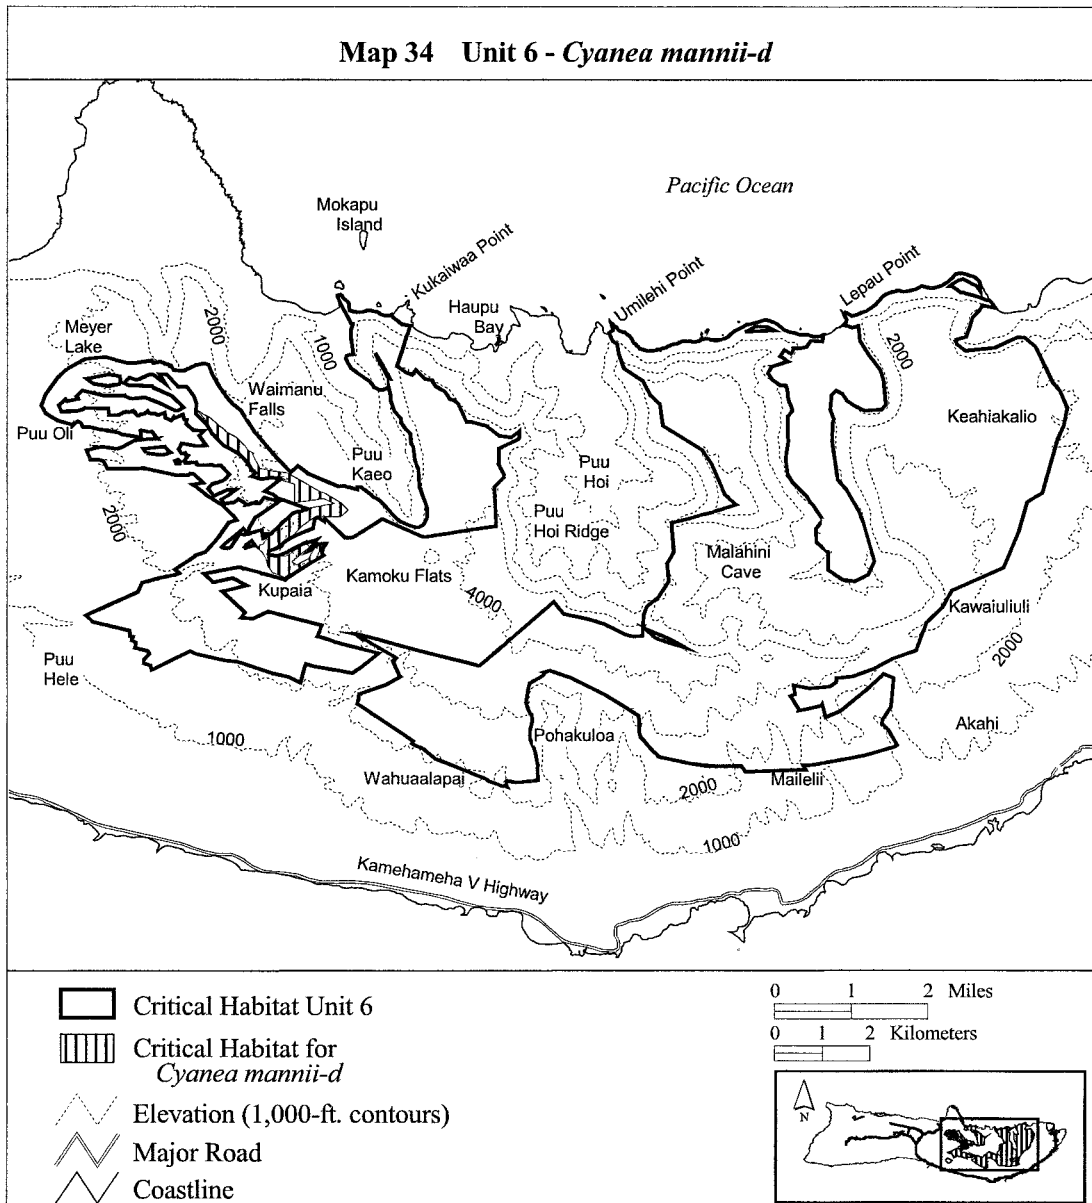 Map 34 Unit 6 - Cyanea mannii-d
Pacific Ocean
Mokapu
Island
Kukaiwaa Point
Haupu
Bay
Umilehi Point
Lepau Point
Meyer
Lake
2000
1000
2000
Waimanu
Falls
Keahiakalio
Puu Oli
Puu
Kaeo
Puu
Hoi
2000
Puu
Hoi Ridge
Malahini
Cave
Kupaia
Kamoku Flats
4000
Kawaiuliuli
2000
Puu
Hele
1000
Pohakuloa
Akahi
Wahuaalapai
2000
Mailelii
1000
Kamehameha V Highway
Critical Habitat Unit 6
Critical Habitat for
Cyanea mannii-d
Elevation (1,000-ft. contours)
Major Road
Coastline
0 1 2 Miles
0 1 2 Kilometers
N